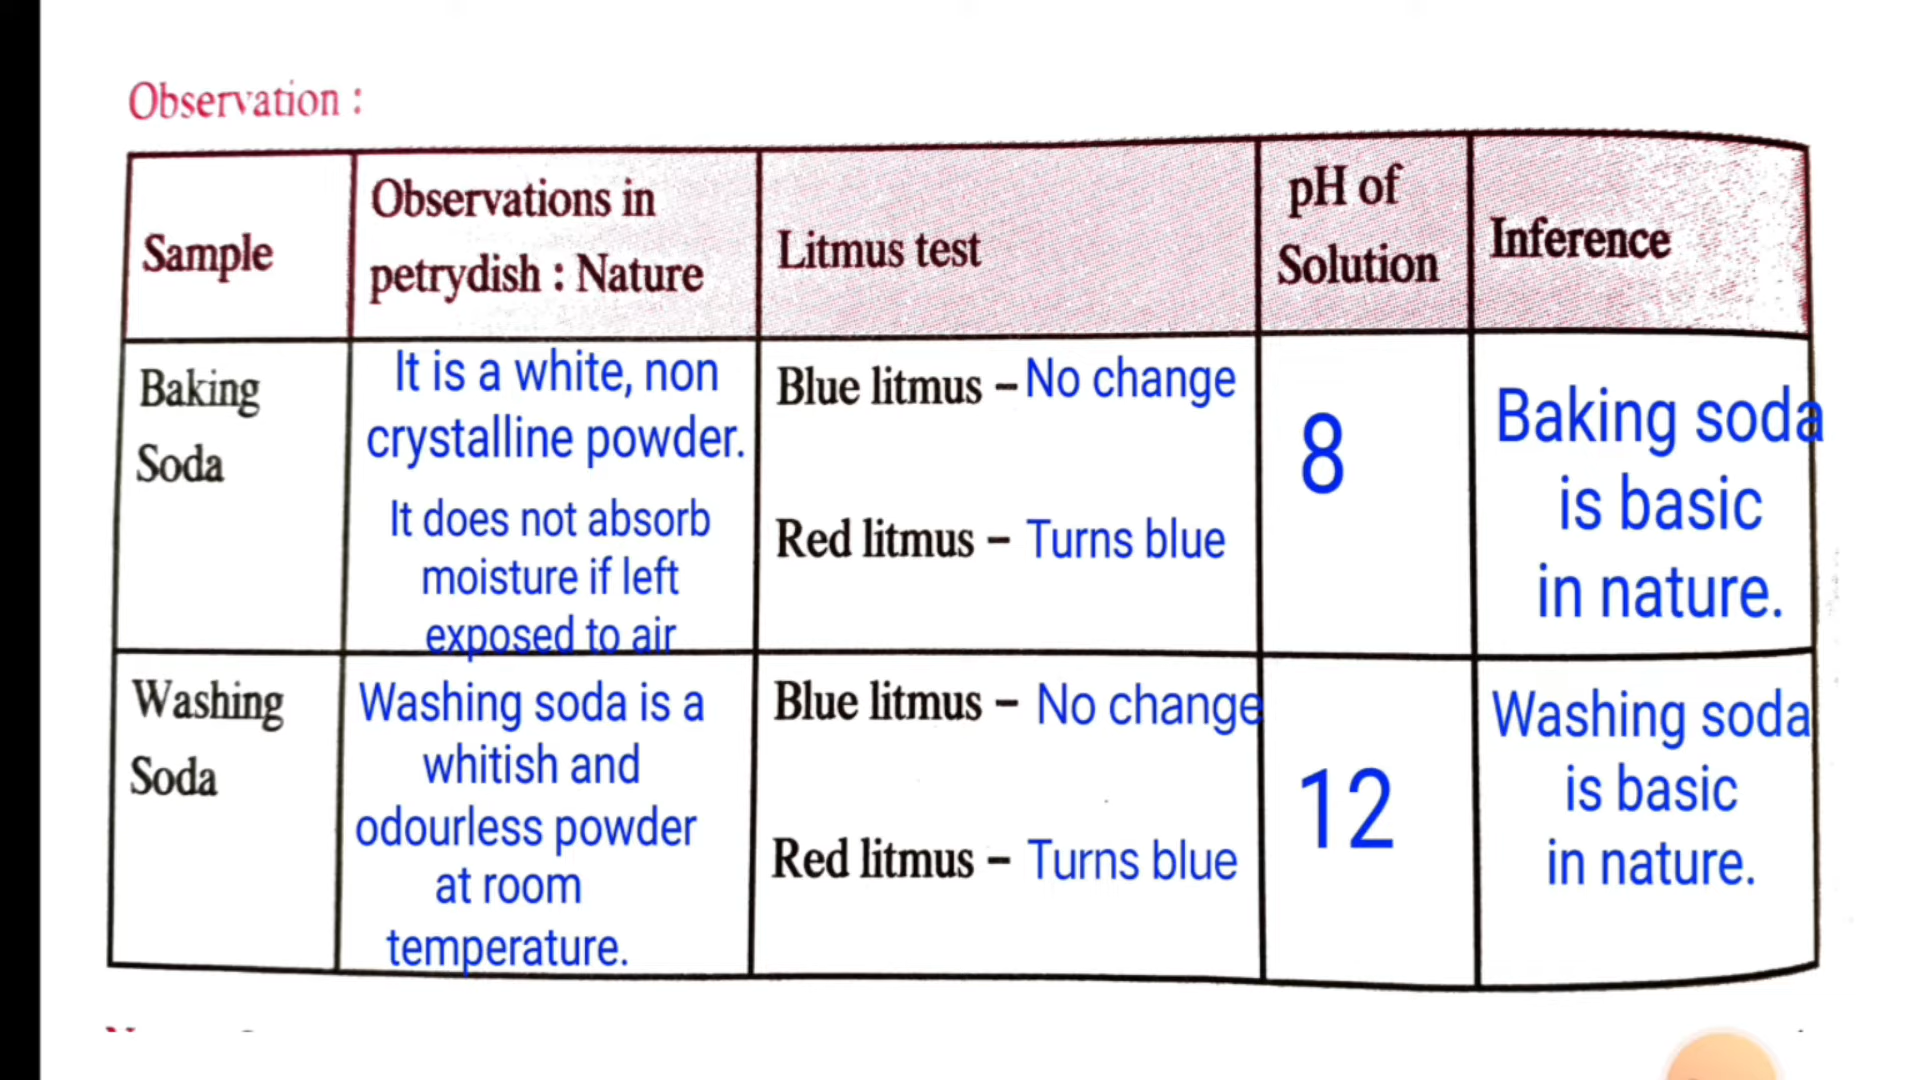 Observation :
Sample
Observations in
petrydish : Nature
Litmus test
pH of
Solution
Inference
Baking
Soda
It is a white, non
crystalline powder.
It does not absorb
moisture if left
exposed to air
Blue litmus – No change
Red litmus – Turns blue
8
Baking soda
is basic
in nature.
Washing
Soda
Washing soda is a
whitish and
odourless powder
at room
temperature.
Blue litmus – No change
Red litmus – Turns blue
12
Washing soda
is basic
in nature.